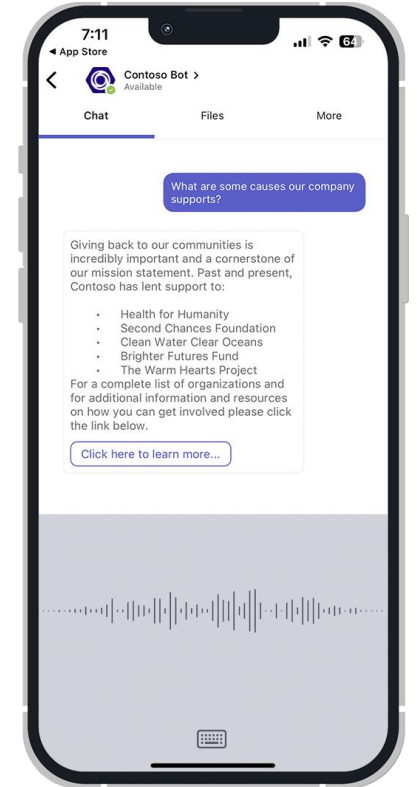 7:11
64
◀ App Store
Contoso Bot >
Available
Chat
Files
More
What are some causes our company
supports?
Giving back to our communities is
incredibly important and a cornerstone of
our mission statement. Past and present,
Contoso has lent support to:
• Health for Humanity
• Second Chances Foundation
• Clean Water Clear Oceans
• Brighter Futures Fund
• The Warm Hearts Project
For a complete list of organizations and
for additional information and resources
on how you can get involved please click
the link below.
Click here to learn more...